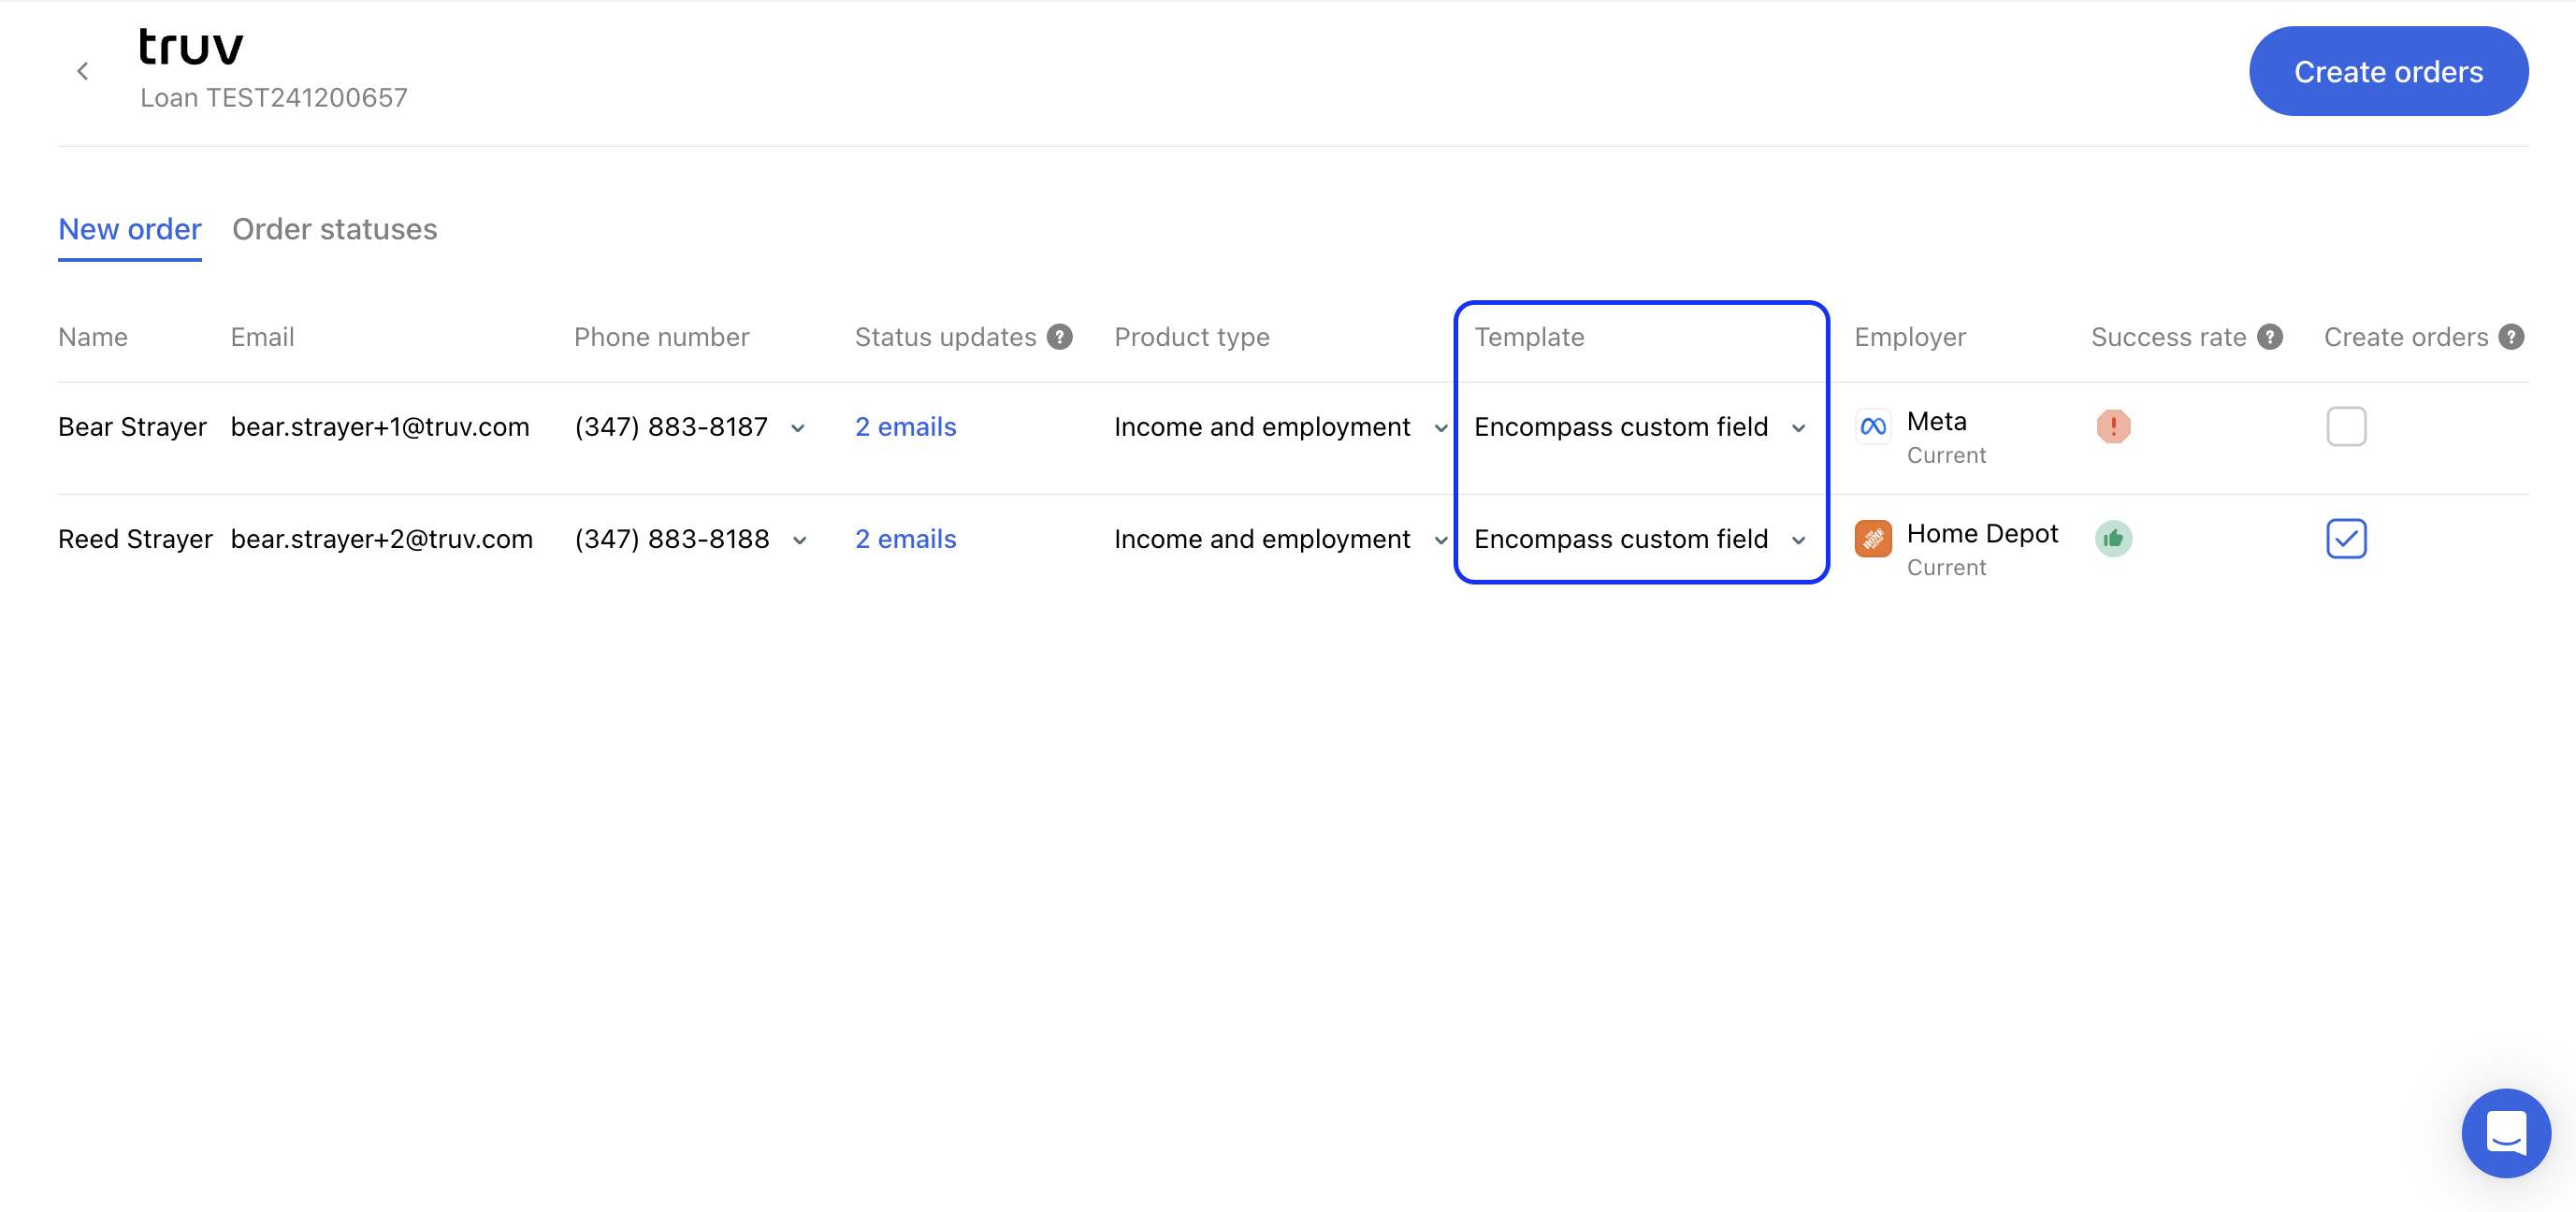 truv
Loan TEST241200657
Create orders
New order Order statuses
Name Email Phone number Status updates ? Product type Template Employer Success rate ? Create orders ?
Bear Strayer bear.strayer+1@truv.com (347) 883-8187 2 emails Income and employment Encompass custom field Meta
Current
Reed Strayer bear.strayer+2@truv.com (347) 883-8188 2 emails Income and employment Encompass custom field Home Depot
Current